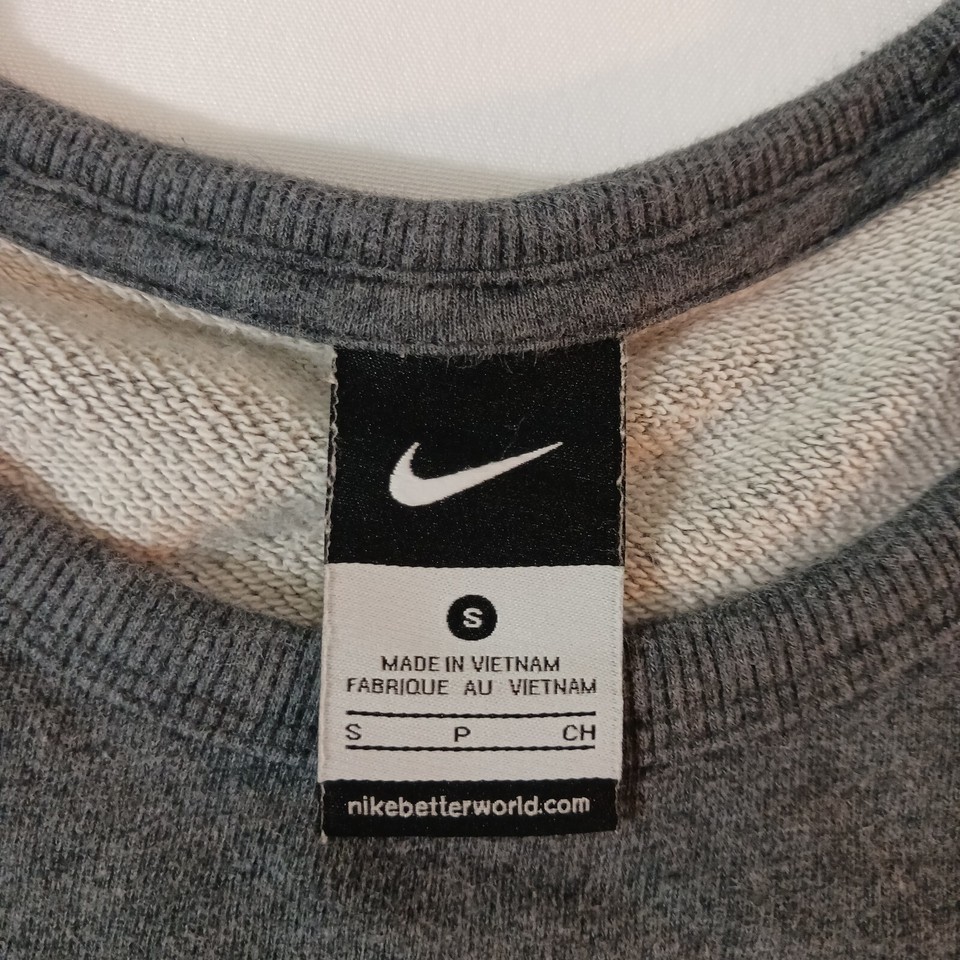 S
MADE IN VIETNAM
FABRIQUE AU VIETNAM
S P CH
nikebetterworld.com